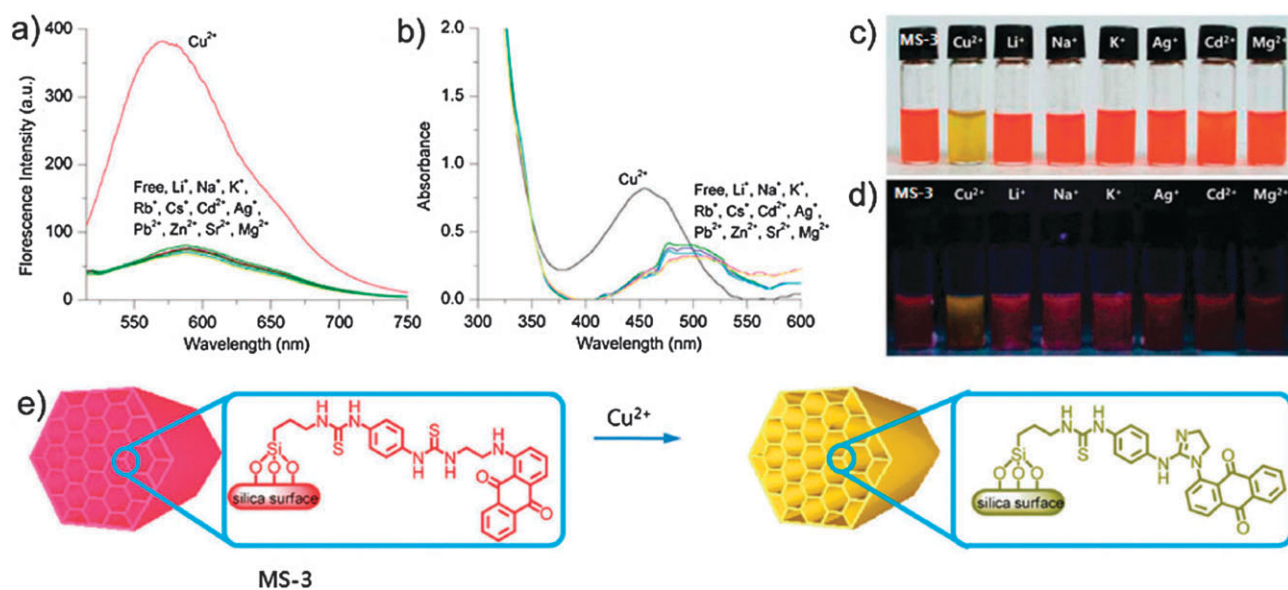 a)
Florescence Intensity (a.u.)
400
300
200
100
50
0
Cu²⁺
Free, Li⁺, Na⁺, K⁺,
Rb⁺, Cs⁺, Cd²⁺, Ag⁺,
Pb²⁺, Zn²⁺, Sr²⁺, Mg²⁺
550 600 650 700 750
Wavelength (nm)
b)
Absorbance
2.0
1.5
1.0
0.5
0.0
Cu²⁺
Free, Li⁺, Na⁺, K⁺,
Rb⁺, Cs⁺, Cd²⁺, Ag⁺,
Pb²⁺, Zn²⁺, Sr²⁺, Mg²⁺
300 350 400 450 500 550 600
Wavelength (nm)
c)
MS-3 Cu²⁺ Li⁺ Na⁺ K⁺ Ag⁺ Cd²⁺ Mg²⁺
d)
MS-3 Cu²⁺ Li⁺ Na⁺ K⁺ Ag⁺ Cd²⁺ Mg²⁺
e)
H H
N N
S
S
N N
H H
H
N
Si
O O O
O
O
silica surface
MS-3
Cu²⁺
H H
N N
S
N
H
N
N
Si
O O O
O
O
silica surface